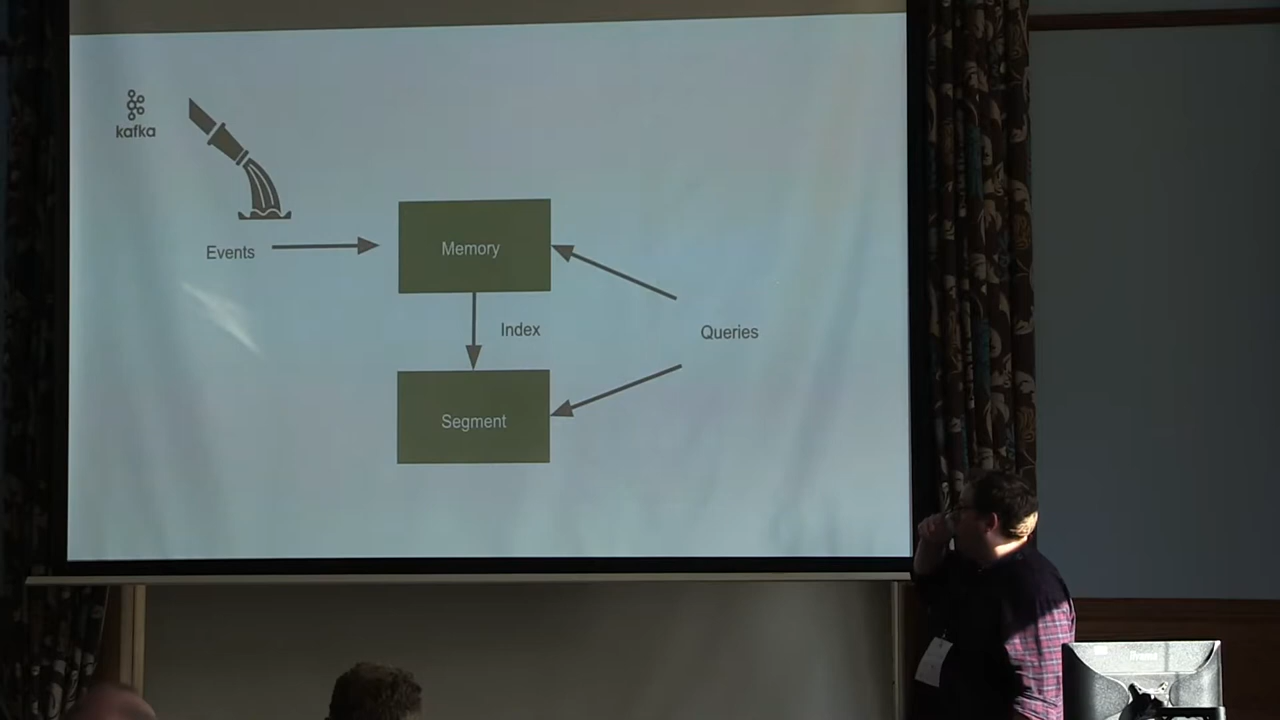 kafka
Events
Memory
Index
Queries
Segment